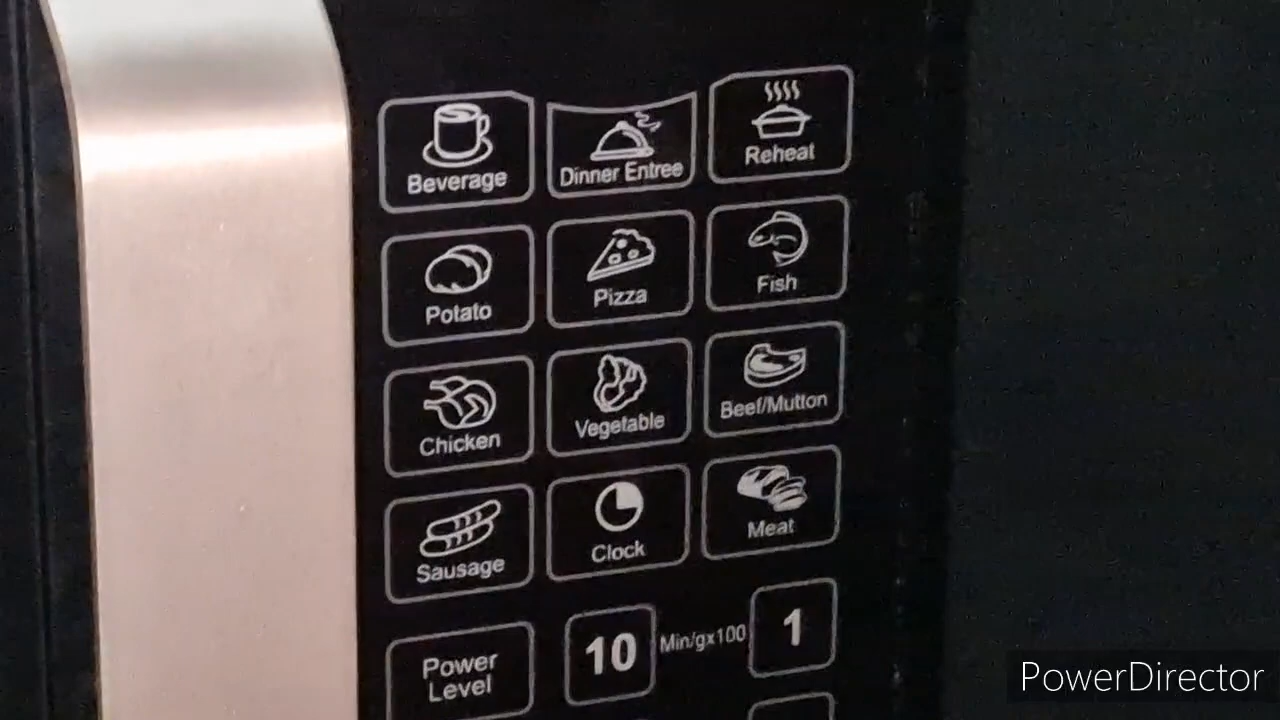 Beverage
Dinner Entree
Reheat
Potato
Pizza
Fish
Chicken
Vegetable
Beef/Mutton
Sausage
Clock
Meat
Power
Level
10
Min/gx100
1
PowerDirector